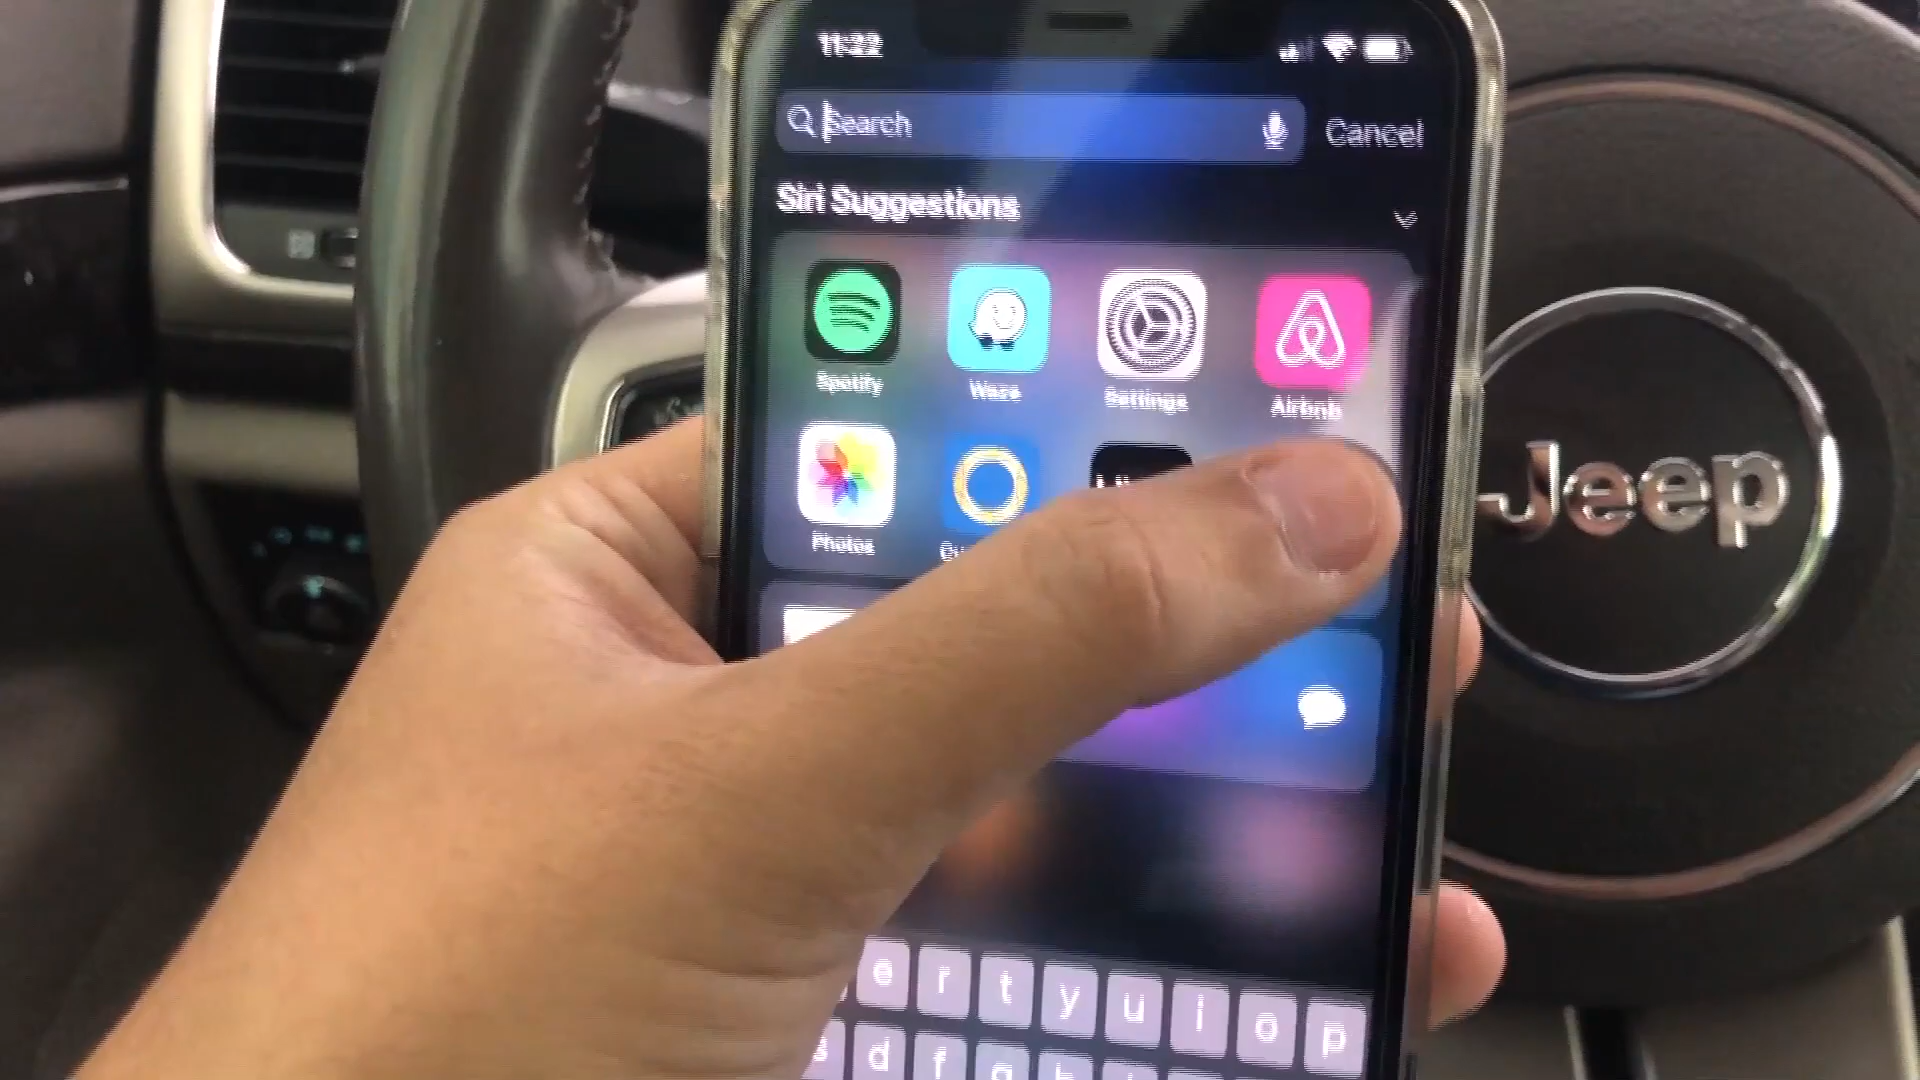 11:22
Search
Cancel
Siri Suggestions
Spotify
Waze
Settings
Airbnb
Photos
Jeep
e r t y u i o p
d f g